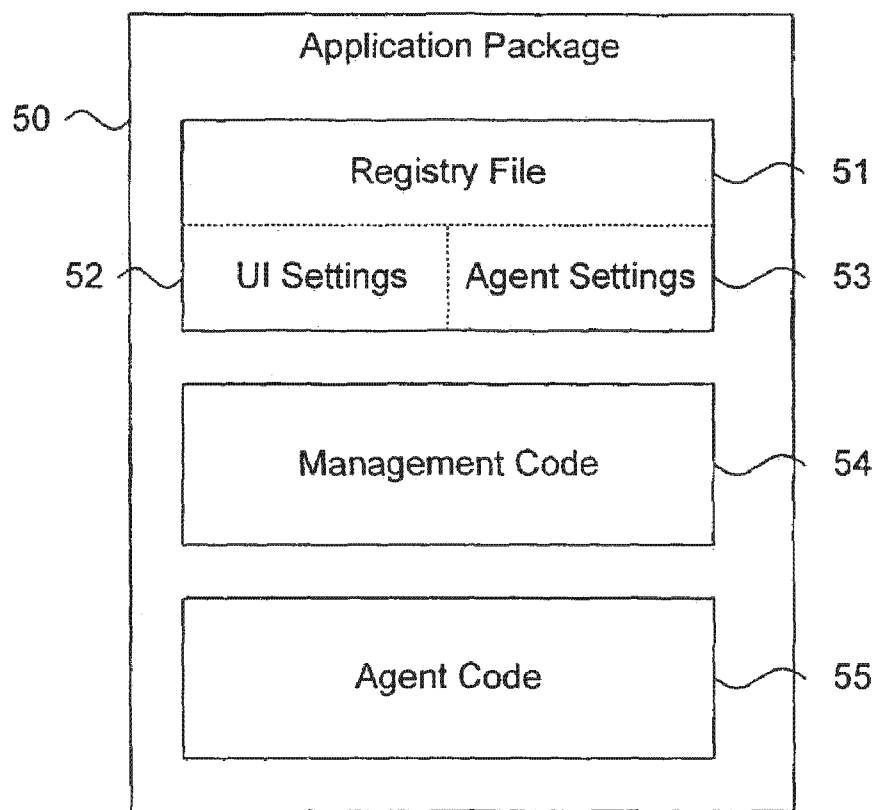 Application Package
50
Registry File
51
52
UI Settings
Agent Settings
53
Management Code
54
Agent Code
55